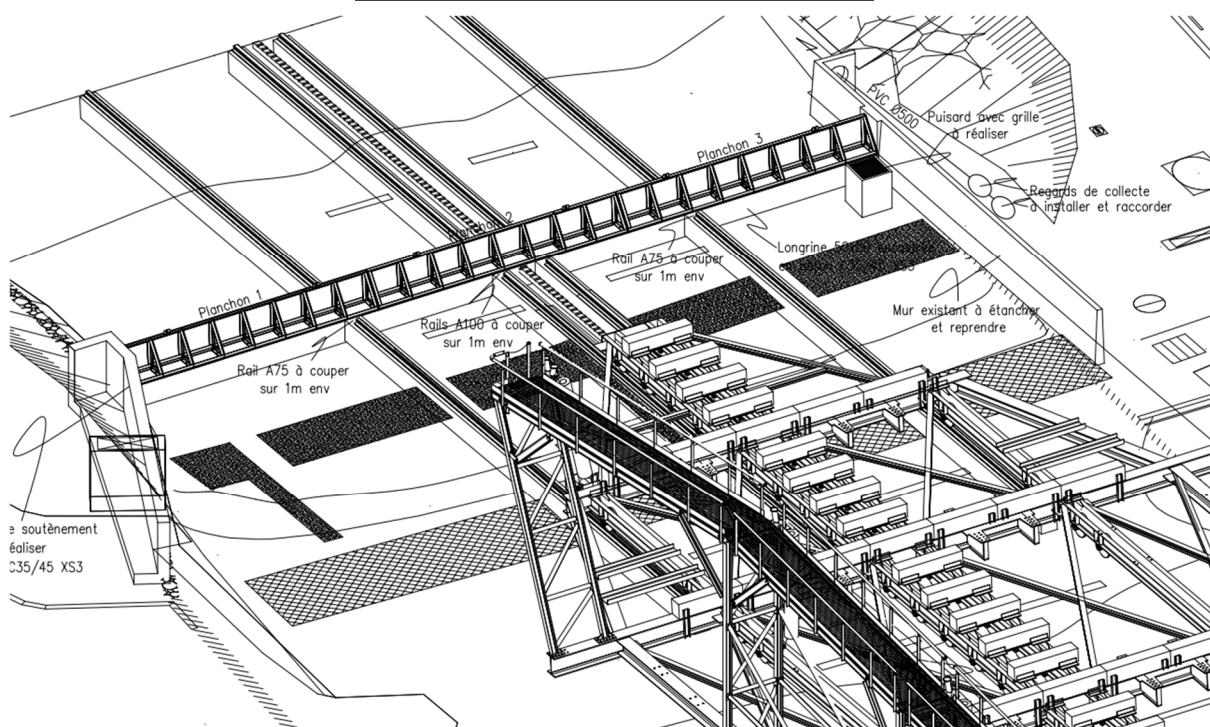 PVC Ø500
Puisard avec grille
à réaliser
Planchon 3
Regards de collecte
à installer et raccorder
Rail A75 à couper
sur 1m env
Longrine
Planchon 1
Mur existant à étancher
et reprendre
Rails A100 à couper
sur 1m env
Rail A75 à couper
sur 1m env
e soutènement
éaliser
C35/45 XS3